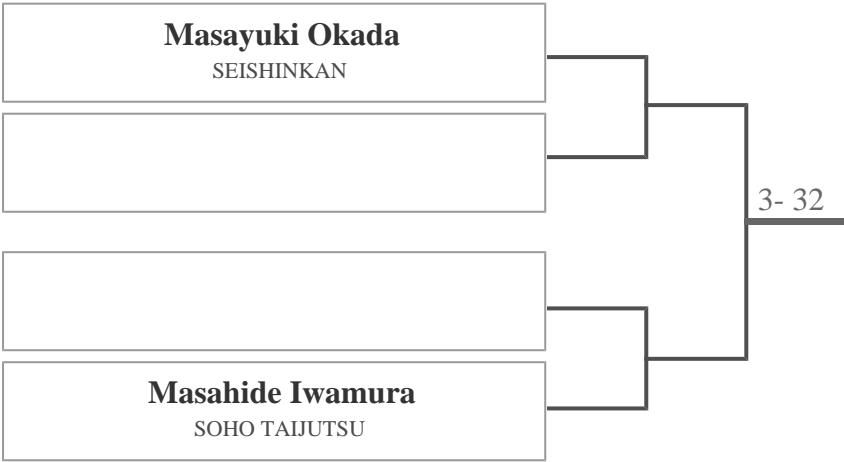 Masayuki Okada
SEISHINKAN
3- 32
Masahide Iwamura
SOHO TAIJUTSU